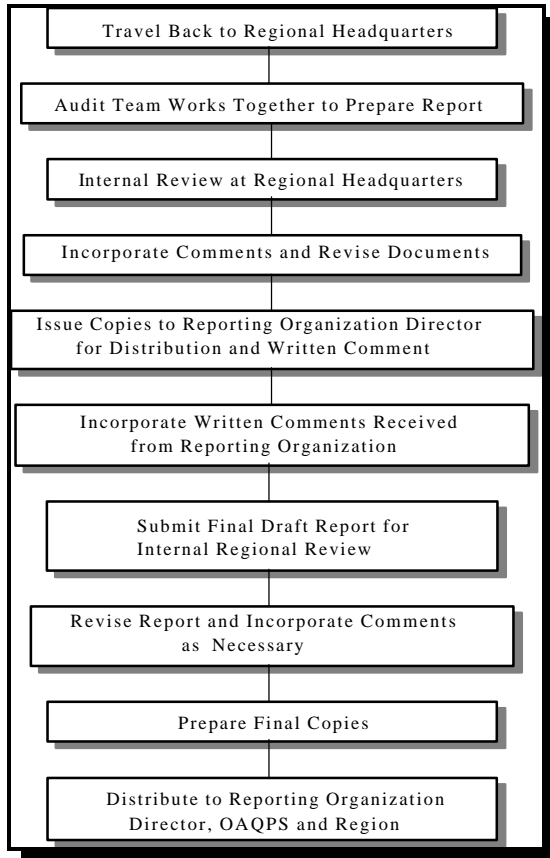 Travel Back to Regional Headquarters
Audit Team Works Together to Prepare Report
Internal Review at Regional Headquarters
Incorporate Comments and Revise Documents
Issue Copies to Reporting Organization Director
for Distribution and Written Comment
Incorporate Written Comments Received
from Reporting Organization
Submit Final Draft Report for
Internal Regional Review
Revise Report and Incorporate Comments
as Necessary
Prepare Final Copies
Distribute to Reporting Organization
Director, OAQPS and Region